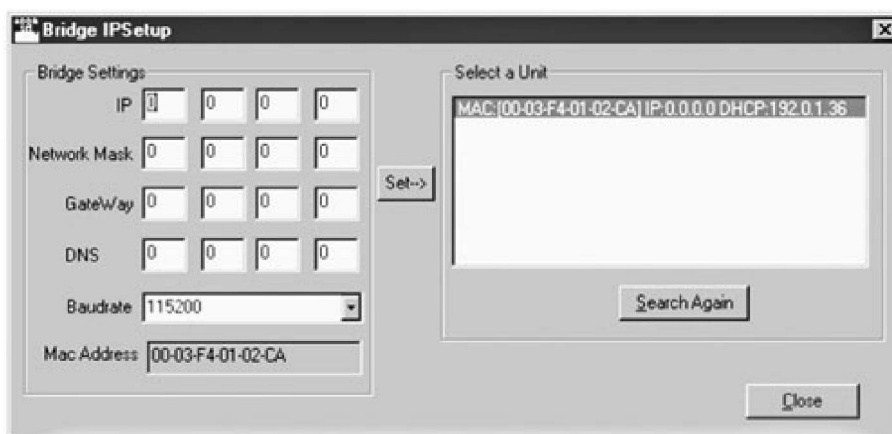 Bridge IPSetup
Bridge Settings
IP 0 0 0 0
Network Mask 0 0 0 0
GateWay 0 0 0 0
DNS 0 0 0 0
Baudrate 115200
Mac Address 00-03-F4-01-02-CA
Set-->
Select a Unit
MAC:[00-03-F4-01-02-CA] IP:0.0.0.0 DHCP:192.0.1.36
Search Again
Close